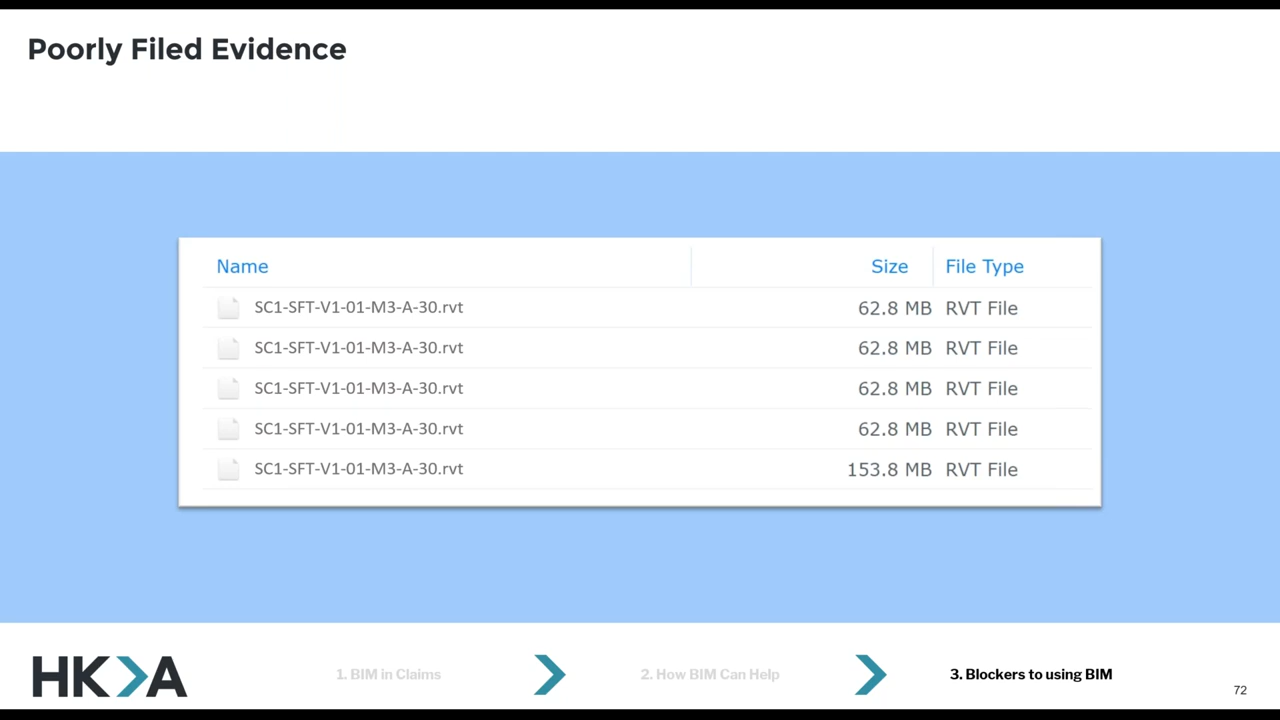 Poorly Filed Evidence
Name Size File Type
SC1-SFT-V1-01-M3-A-30.rvt 62.8 MB RVT File
SC1-SFT-V1-01-M3-A-30.rvt 62.8 MB RVT File
SC1-SFT-V1-01-M3-A-30.rvt 62.8 MB RVT File
SC1-SFT-V1-01-M3-A-30.rvt 62.8 MB RVT File
SC1-SFT-V1-01-M3-A-30.rvt 153.8 MB RVT File
HKA 1. BIM in Claims 2. How BIM Can Help 3. Blockers to using BIM
72